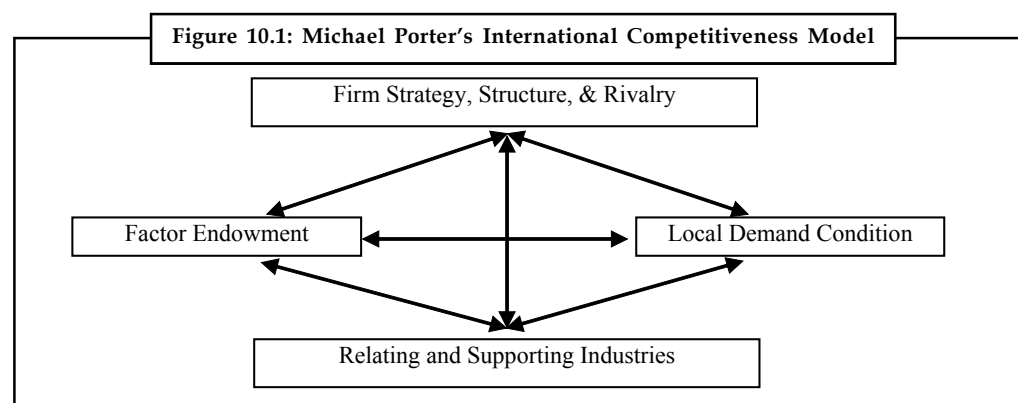 Figure 10.1: Michael Porter's International Competitiveness Model
Firm Strategy, Structure, & Rivalry
Factor Endowment
Local Demand Condition
Relating and Supporting Industries